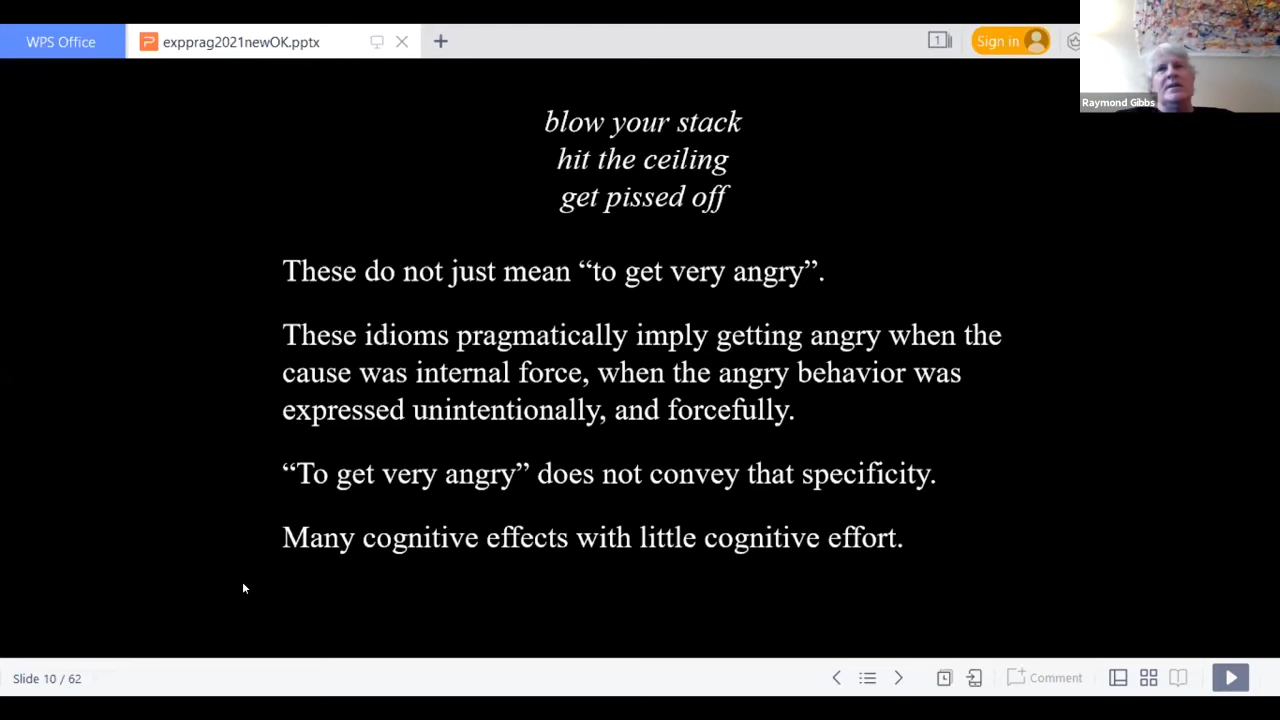 WPS Office
expprag2021newOK.pptx
1
Sign in
Raymond Gibbs
blow your stack
hit the ceiling
get pissed off
These do not just mean “to get very angry”.
These idioms pragmatically imply getting angry when the
cause was internal force, when the angry behavior was
expressed unintentionally, and forcefully.
“To get very angry” does not convey that specificity.
Many cognitive effects with little cognitive effort.
Slide 10 / 62
Comment